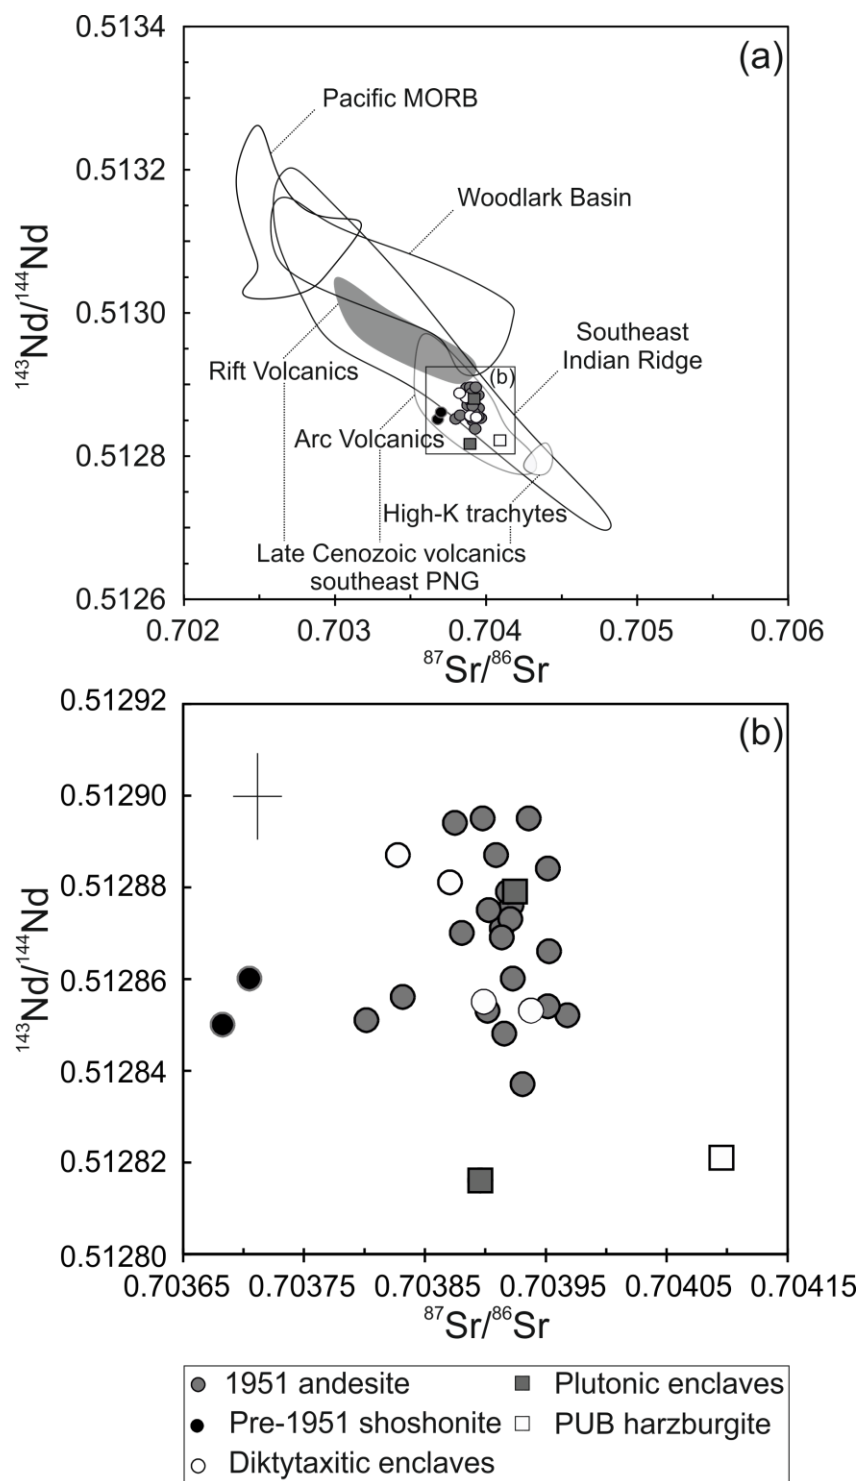 (a)
0.5134
0.5132
0.5130
0.5128
0.5126
¹⁴³Nd/¹⁴⁴Nd
Pacific MORB
Woodlark Basin
Southeast
Indian Ridge
Rift Volcanics
(b)
Arc Volcanics
High-K trachytes
Late Cenozoic volcanics
southeast PNG
0.702
0.703
0.704
0.705
0.706
⁸⁷Sr/⁸⁶Sr
(b)
0.51292
0.51290
0.51288
0.51286
0.51284
0.51282
0.51280
¹⁴³Nd/¹⁴⁴Nd
0.70365
0.70375
0.70385
0.70395
0.70405
0.70415
⁸⁷Sr/⁸⁶Sr
1951 andesite
Plutonic enclaves
Pre-1951 shoshonite
PUB harzburgite
Diktytaxitic enclaves